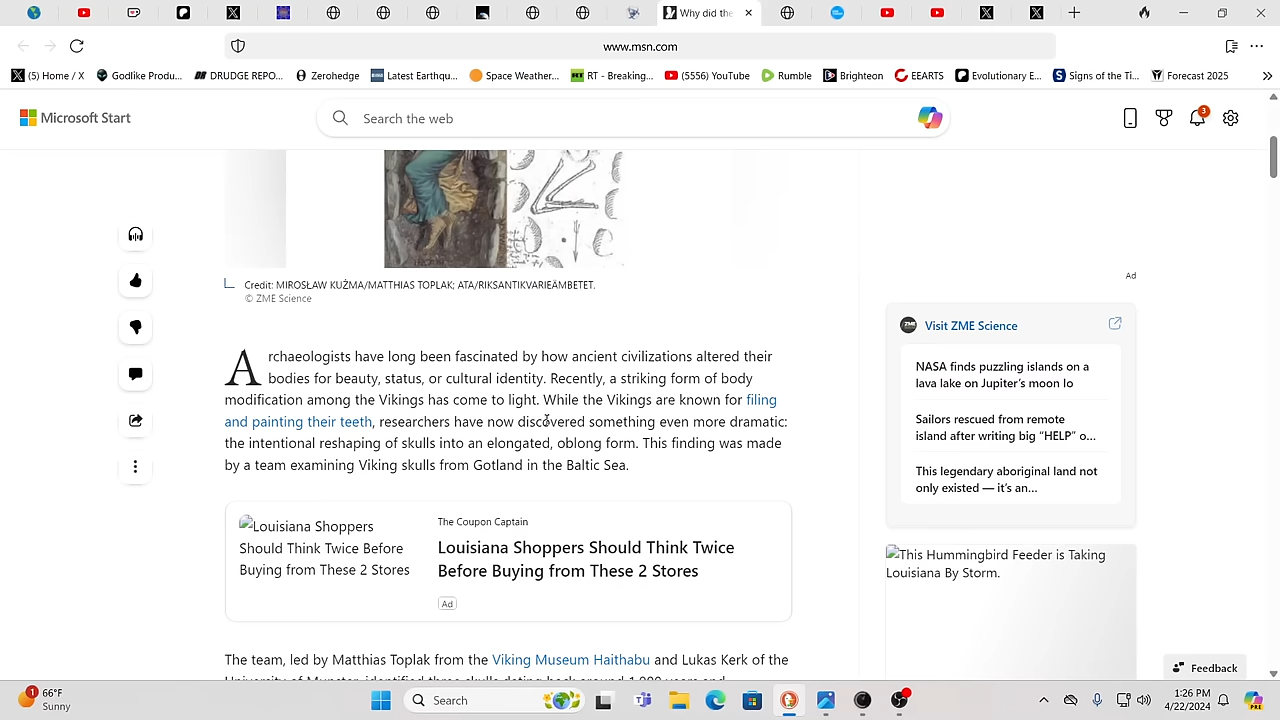 Why did the
www.msn.com
(5) Home / X
Godlike Produ...
DRUDGE REPO...
Zerohedge
Latest Earthqu...
Space Weather...
RT - Breaking...
(5556) YouTube
Rumble
Brighteon
EEARTS
Evolutionary E...
Signs of the Ti...
Forecast 2025
Microsoft Start
Search the web
3
Credit: MIROSŁAW KUŹMA/MATTHIAS TOPLAK; ATA/RIKSANTIKVARIEÄMBETET.
© ZME Science
Archaeologists have long been fascinated by how ancient civilizations altered their
bodies for beauty, status, or cultural identity. Recently, a striking form of body
modification among the Vikings has come to light. While the Vikings are known for filing
and painting their teeth, researchers have now discovered something even more dramatic:
the intentional reshaping of skulls into an elongated, oblong form. This finding was made
by a team examining Viking skulls from Gotland in the Baltic Sea.
Louisiana Shoppers
Should Think Twice Before
Buying from These 2 Stores
The Coupon Captain
Louisiana Shoppers Should Think Twice
Before Buying from These 2 Stores
Ad
The team, led by Matthias Toplak from the Viking Museum Haithabu and Lukas Kerk of the
Ad
ZME
Visit ZME Science
NASA finds puzzling islands on a
lava lake on Jupiter's moon Io
Sailors rescued from remote
island after writing big "HELP" o...
This legendary aboriginal land not
only existed — it's an...
This Hummingbird Feeder is Taking
Louisiana By Storm.
Feedback
1
66°F
Sunny
Search
1:26 PM
4/22/2024
PRE